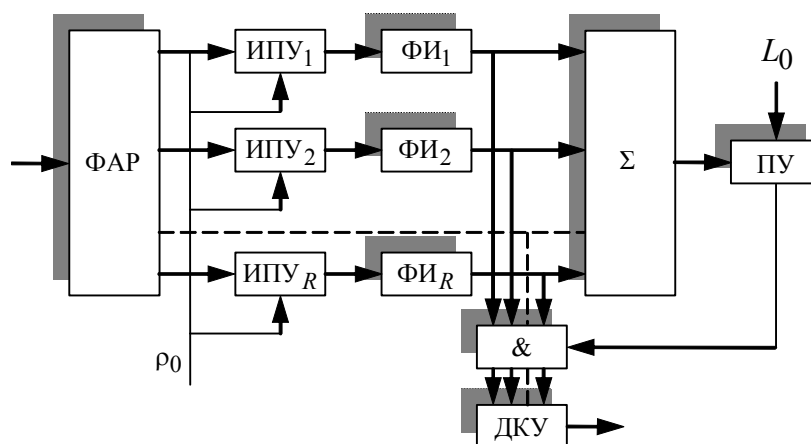 ИПУ1
ФИ1
L0
ФАР
ИПУ2
ФИ2
Σ
ПУ
ИПУR
ФИR
ρ0
&
ДКУ